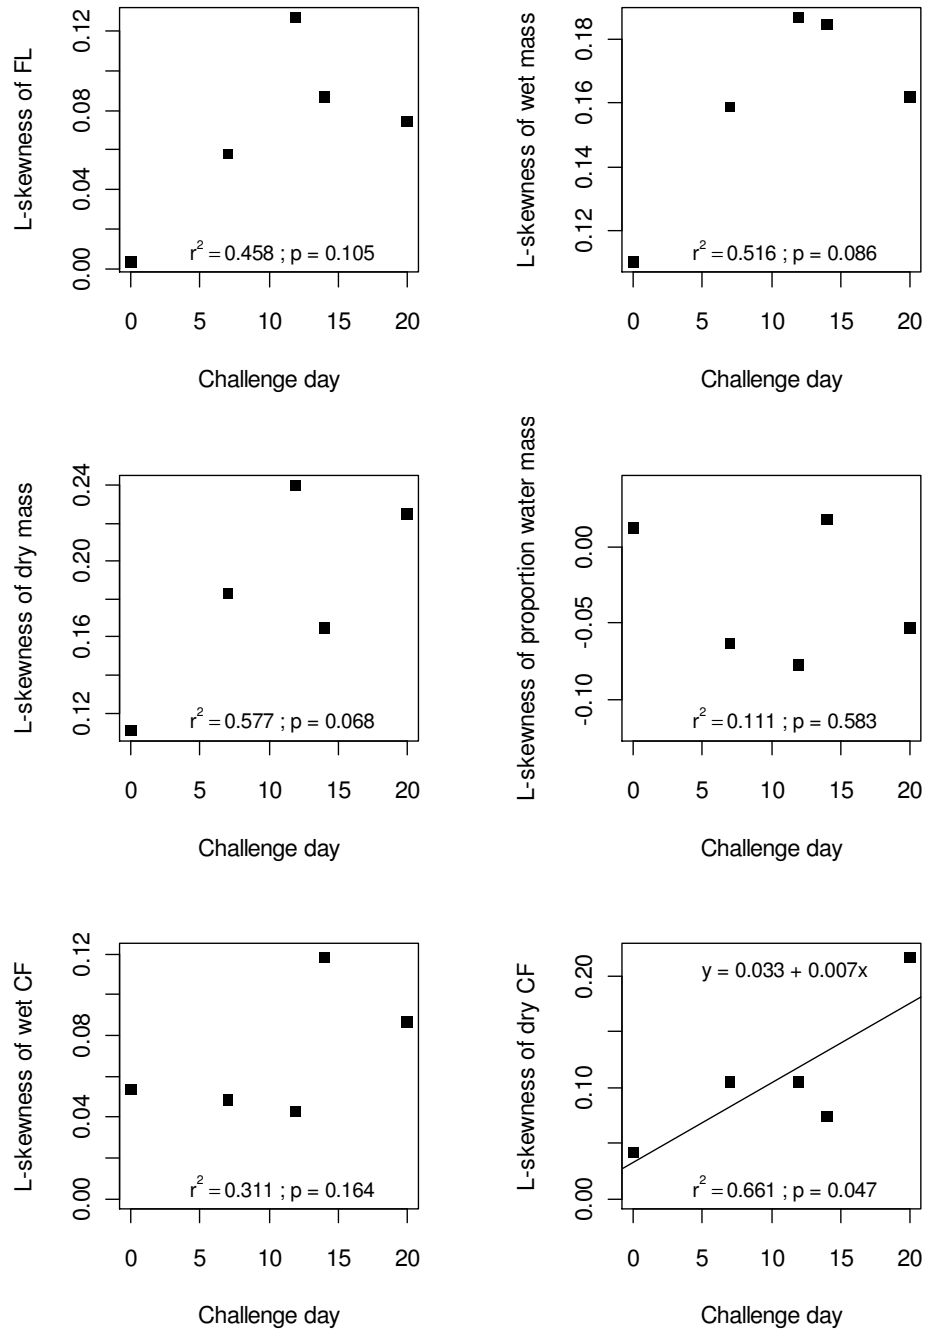 L-skewness of FL
0.00 0.04 0.08 0.12
r2 = 0.458 ; p = 0.105
0 5 10 15 20
Challenge day
L-skewness of wet mass
0.12 0.14 0.16 0.18
r2 = 0.516 ; p = 0.086
0 5 10 15 20
Challenge day
L-skewness of dry mass
0.12 0.16 0.20 0.24
r2 = 0.577 ; p = 0.068
0 5 10 15 20
Challenge day
L-skewness of proportion water mass
-0.10 -0.05 0.00
r2 = 0.111 ; p = 0.583
0 5 10 15 20
Challenge day
L-skewness of wet CF
0.00 0.04 0.08 0.12
r2 = 0.311 ; p = 0.164
0 5 10 15 20
Challenge day
L-skewness of dry CF
0.00 0.10 0.20
y = 0.033 + 0.007x
r2 = 0.661 ; p = 0.047
0 5 10 15 20
Challenge day